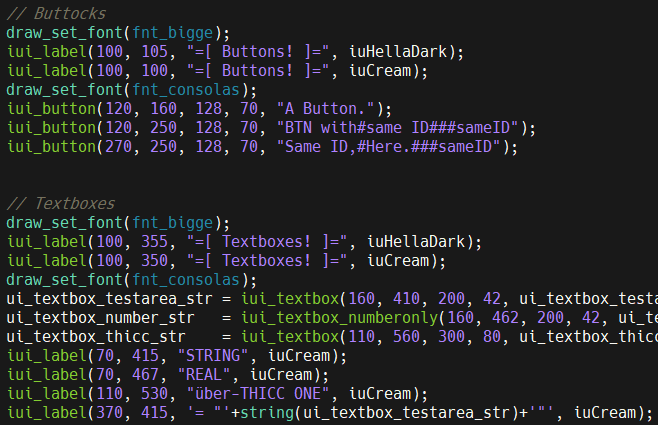 // Buttocks
draw_set_font(fnt_bigge);
iui_label(100, 105, "=[ Buttons! ]=", iuHellaDark);
iui_label(100, 100, "=[ Buttons! ]=", iuCream);
draw_set_font(fnt_consolas);
iui_button(120, 160, 128, 70, "A Button.");
iui_button(120, 250, 128, 70, "BTN with#same ID###sameID");
iui_button(270, 250, 128, 70, "Same ID,#Here.###sameID");
// Textboxes
draw_set_font(fnt_bigge);
iui_label(100, 355, "=[ Textboxes! ]=", iuHellaDark);
iui_label(100, 350, "=[ Textboxes! ]=", iuCream);
draw_set_font(fnt_consolas);
ui_textbox_testarea_str = iui_textbox(160, 410, 200, 42, ui_textbox_testa
ui_textbox_number_str   = iui_textbox_numberonly(160, 462, 200, 42, ui_te
ui_textbox_thicc_str    = iui_textbox(110, 560, 300, 80, ui_textbox_thicc
iui_label(70, 415, "STRING", iuCream);
iui_label(70, 467, "REAL", iuCream);
iui_label(110, 530, "über-THICC ONE", iuCream);
iui_label(370, 415, '= "'+string(ui_textbox_testarea_str)+'"', iuCream);